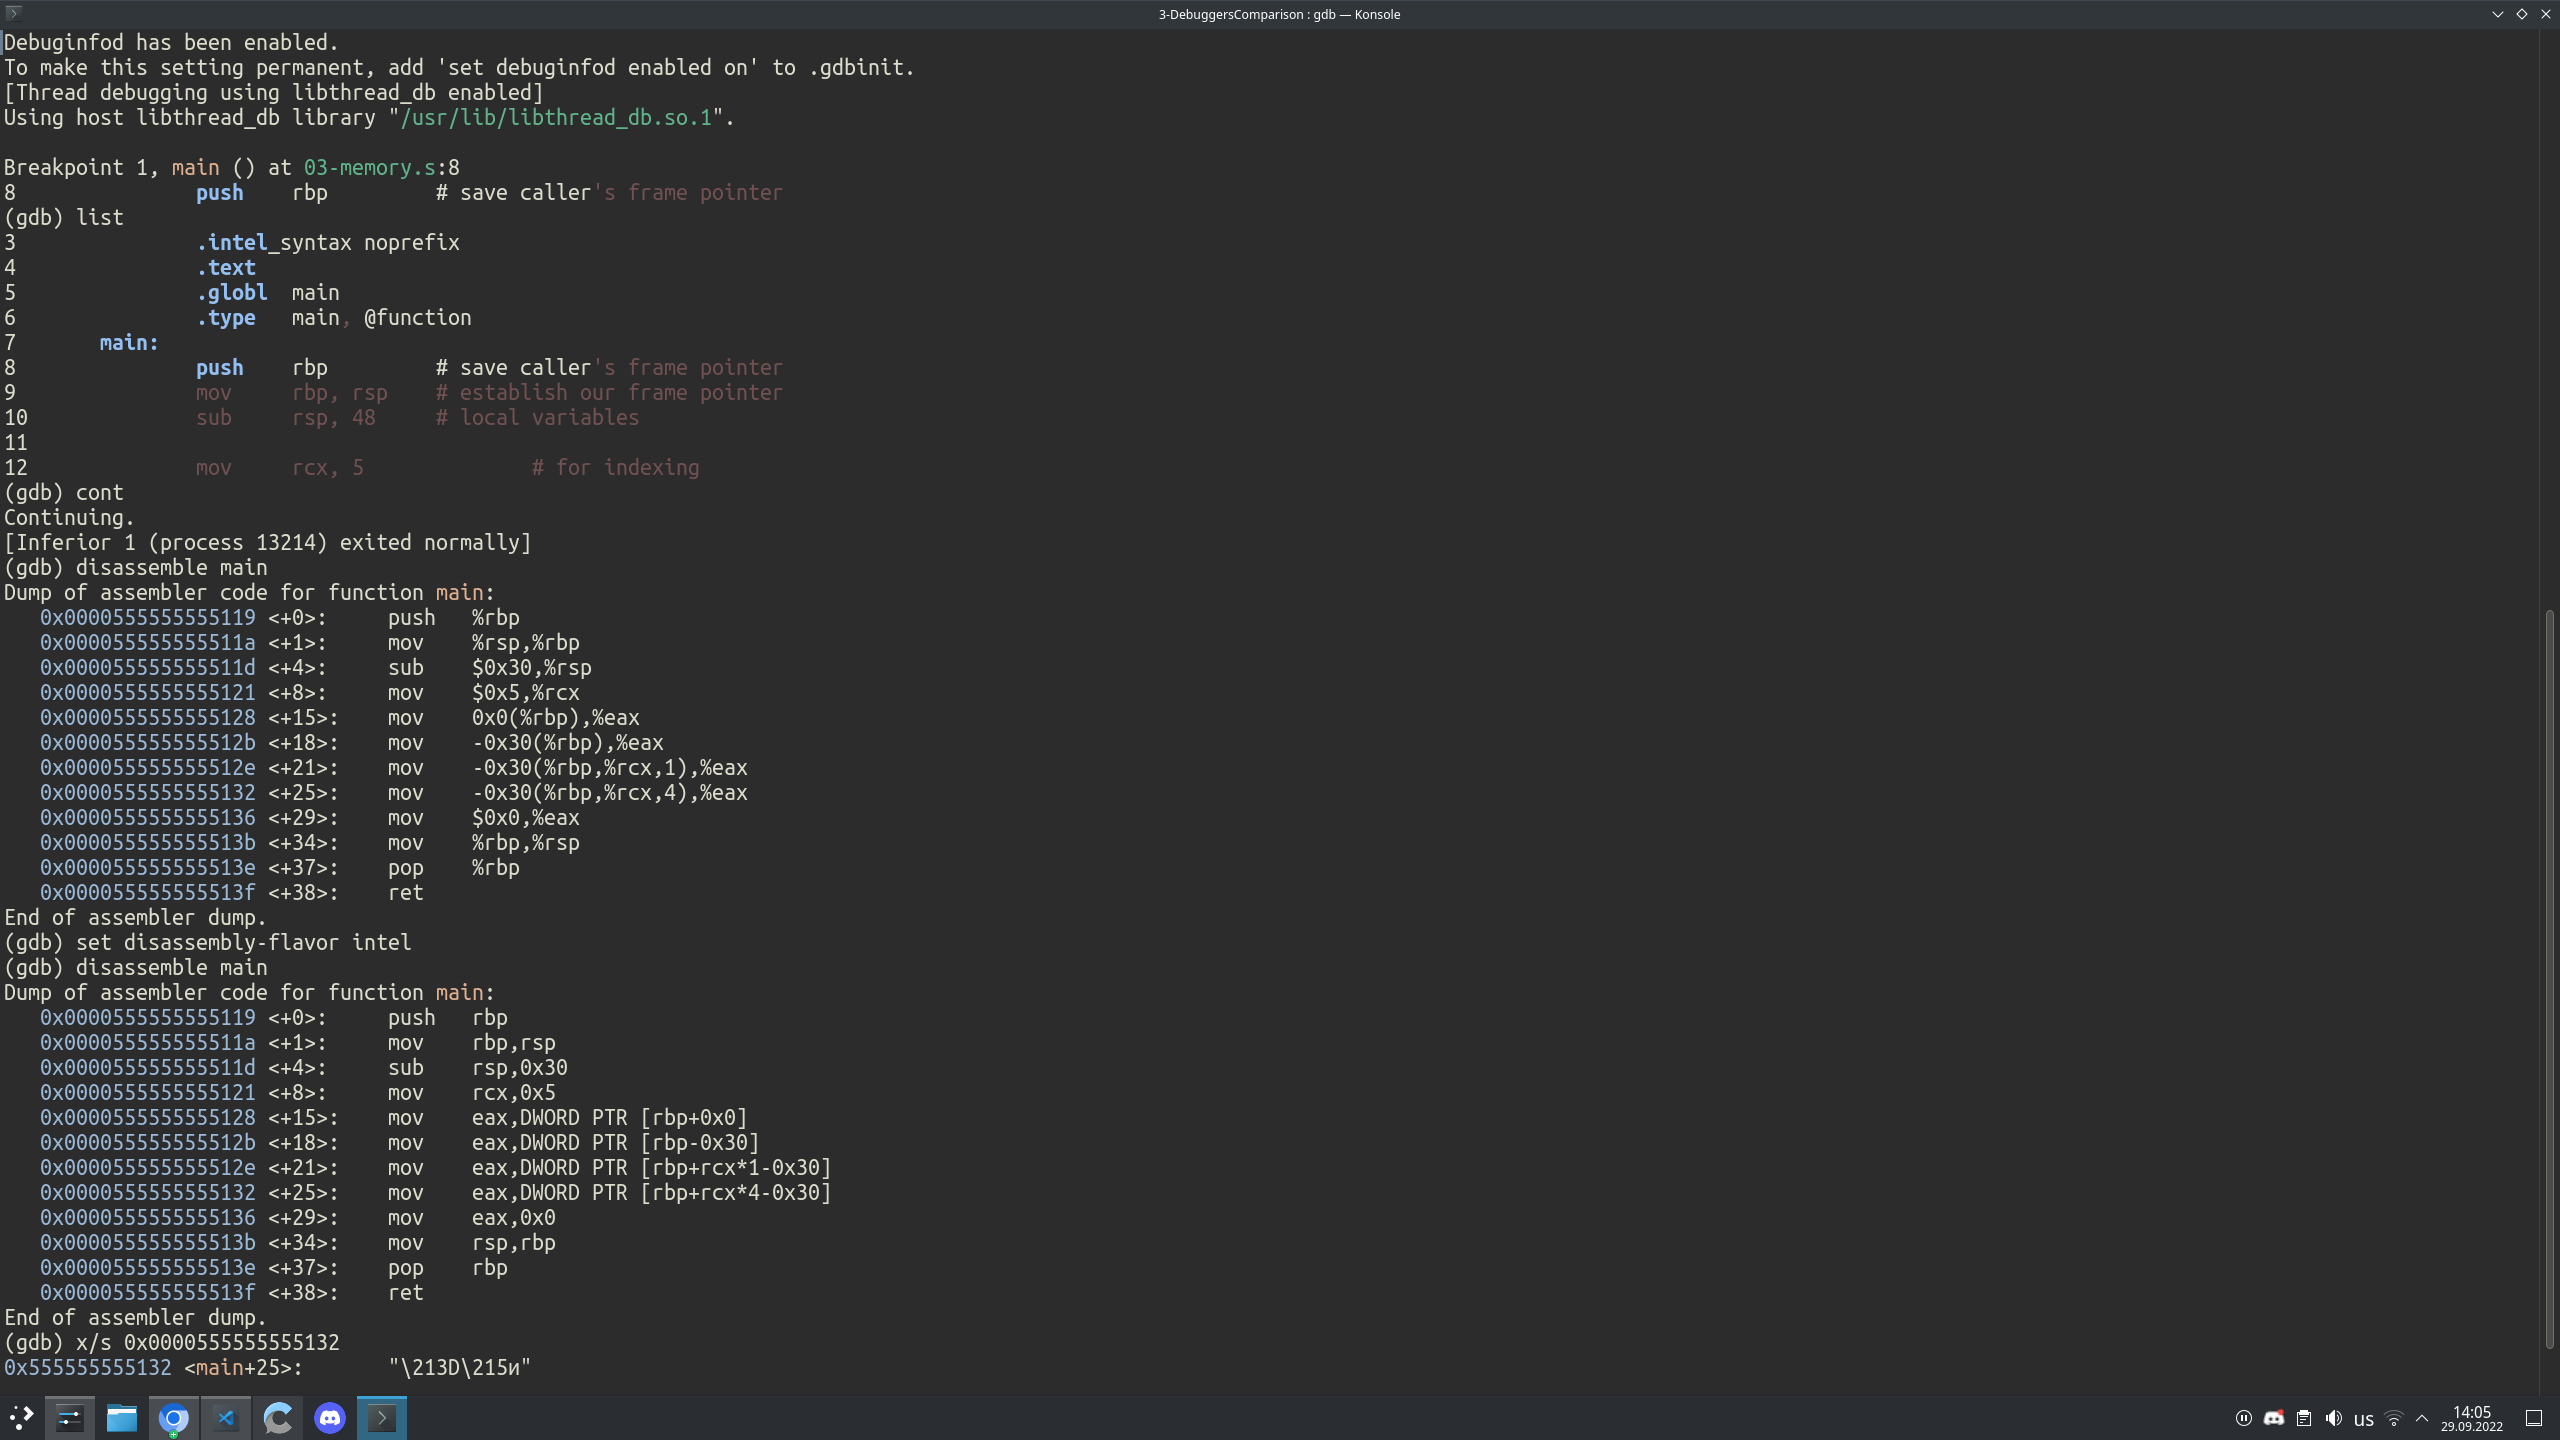 3-DebuggersComparison : gdb — Konsole
Debuginfod has been enabled.
To make this setting permanent, add 'set debuginfod enabled on' to .gdbinit.
[Thread debugging using libthread_db enabled]
Using host libthread_db library "/usr/lib/libthread_db.so.1".
Breakpoint 1, main () at 03-memory.s:8
8 push rbp # save caller's frame pointer
(gdb) list
3 .intel_syntax noprefix
4 .text
5 .globl main
6 .type main, @function
7 main:
8 push rbp # save caller's frame pointer
9 mov rbp, rsp # establish our frame pointer
10 sub rsp, 48 # local variables
11
12 mov rcx, 5 # for indexing
(gdb) cont
Continuing.
[Inferior 1 (process 13214) exited normally]
(gdb) disassemble main
Dump of assembler code for function main:
0x0000555555555119 <+0>: push %rbp
0x000055555555511a <+1>: mov %rsp,%rbp
0x000055555555511d <+4>: sub $0x30,%rsp
0x0000555555555121 <+8>: mov $0x5,%rcx
0x0000555555555128 <+15>: mov 0x0(%rbp),%eax
0x000055555555512b <+18>: mov -0x30(%rbp),%eax
0x000055555555512e <+21>: mov -0x30(%rbp,%rcx,1),%eax
0x0000555555555132 <+25>: mov -0x30(%rbp,%rcx,4),%eax
0x0000555555555136 <+29>: mov $0x0,%eax
0x000055555555513b <+34>: mov %rbp,%rsp
0x000055555555513e <+37>: pop %rbp
0x000055555555513f <+38>: ret
End of assembler dump.
(gdb) set disassembly-flavor intel
(gdb) disassemble main
Dump of assembler code for function main:
0x0000555555555119 <+0>: push rbp
0x000055555555511a <+1>: mov rbp,rsp
0x000055555555511d <+4>: sub rsp,0x30
0x0000555555555121 <+8>: mov rcx,0x5
0x0000555555555128 <+15>: mov eax,DWORD PTR [rbp+0x0]
0x000055555555512b <+18>: mov eax,DWORD PTR [rbp-0x30]
0x000055555555512e <+21>: mov eax,DWORD PTR [rbp+rcx*1-0x30]
0x0000555555555132 <+25>: mov eax,DWORD PTR [rbp+rcx*4-0x30]
0x0000555555555136 <+29>: mov eax,0x0
0x000055555555513b <+34>: mov rsp,rbp
0x000055555555513e <+37>: pop rbp
0x000055555555513f <+38>: ret
End of assembler dump.
(gdb) x/s 0x0000555555555132
0x555555555132 <main+25>: "\213D\215и"
us
14:05
29.09.2022